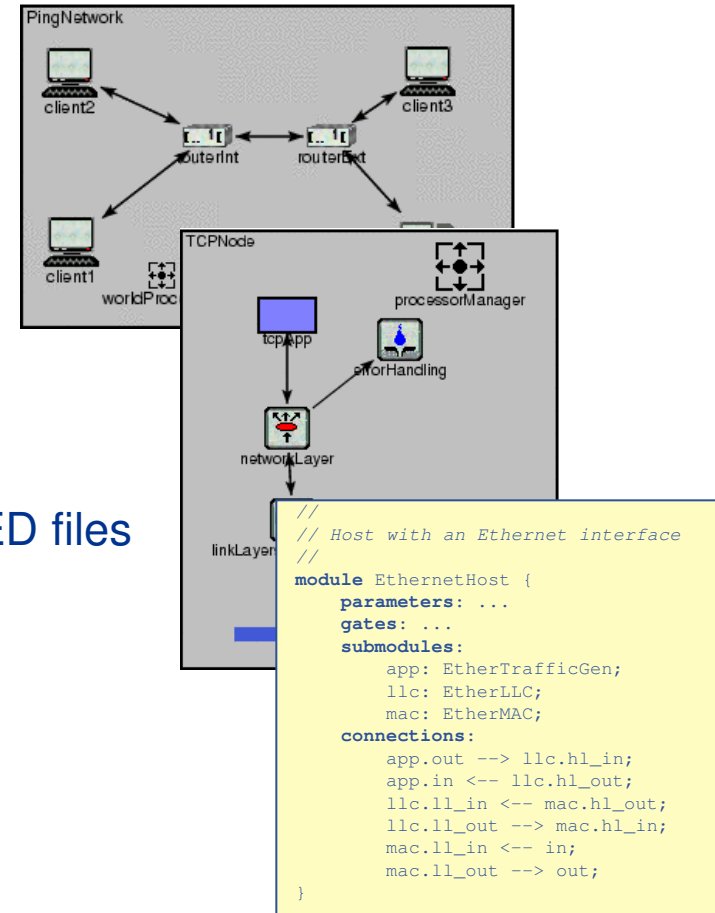 PingNetwork
client2
client3
routerInt
client1
TCPNode
processorManager
tcpApp
errorHandling
networkLayer
ED files
//
// Host with an Ethernet interface
//
module EthernetHost {
    parameters: ...
    gates: ...
    submodules:
        app: EtherTrafficGen;
        llc: EtherLLC;
        mac: EtherMAC;
    connections:
        app.out --> llc.hl_in;
        app.in <-- llc.hl_out;
        llc.ll_in <-- mac.hl_out;
        llc.ll_out --> mac.hl_in;
        mac.ll_in <-- in;
        mac.ll_out --> out;
}